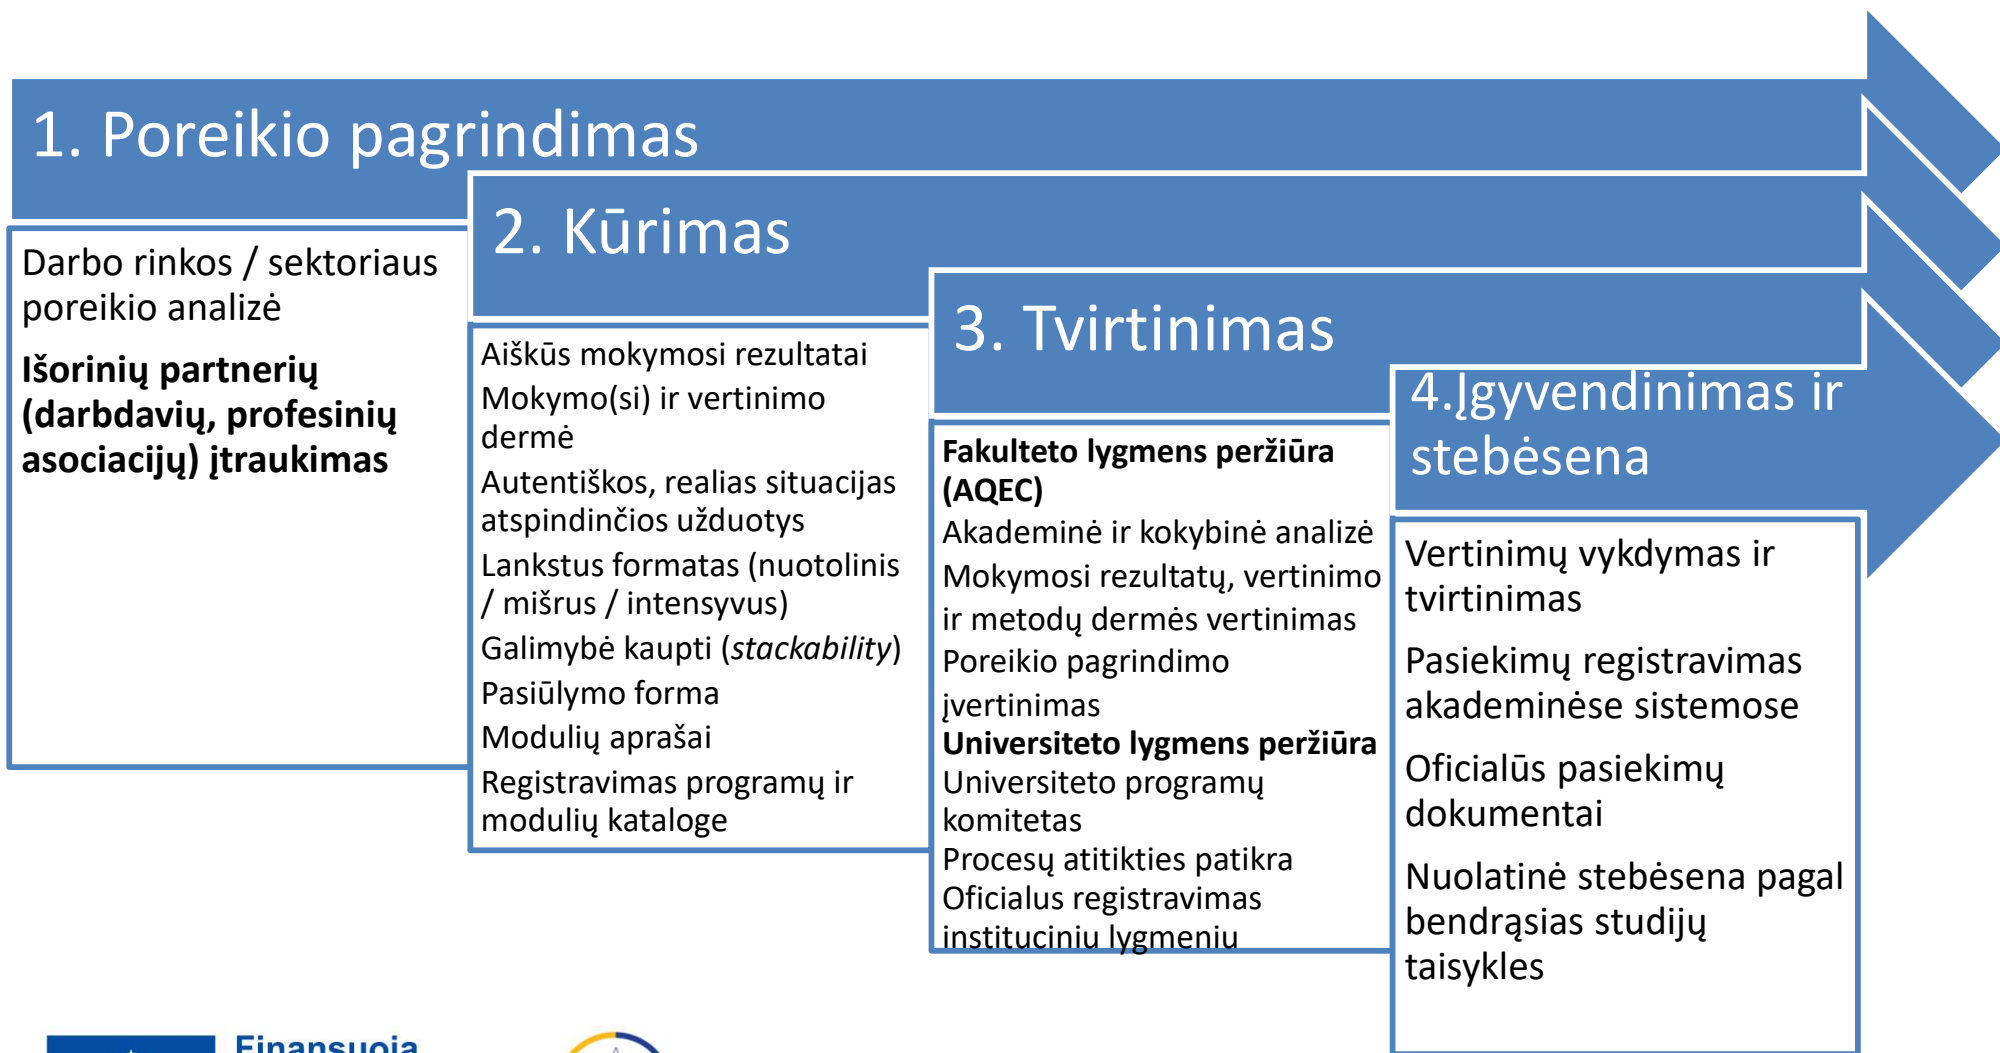 1. Poreikio pagrindimas
Darbo rinkos / sektoriaus
poreikio analizė
Išorinių partnerių
(darbdavių, profesinių
asociacijų) įtraukimas
2. Kūrimas
Aiškūs mokymosi rezultatai
Mokymo(si) ir vertinimo
dermė
Autentiškos, realias situacijas
atspindinčios užduotys
Lankstus formatas (nuotolinis
/ mišrus / intensyvus)
Galimybė kaupti (stackability)
Pasiūlymo forma
Modulių aprašai
Registravimas programų ir
modulių kataloge
3. Tvirtinimas
Fakulteto lygmens peržiūra
(AQEC)
Akademinė ir kokybinė analizė
Mokymosi rezultatų, vertinimo
ir metodų dermės vertinimas
Poreikio pagrindimo
įvertinimas
Universiteto lygmens peržiūra
Universiteto programų
komitetas
Procesų atitikties patikra
Oficialus registravimas
instituciniu lygmeniu
4.Įgyvendinimas ir
stebėsena
Vertinimų vykdymas ir
tvirtinimas
Pasiekimų registravimas
akademinėse sistemose
Oficialūs pasiekimų
dokumentai
Nuolatinė stebėsena pagal
bendrąsias studijų
taisykles
Finansuoja